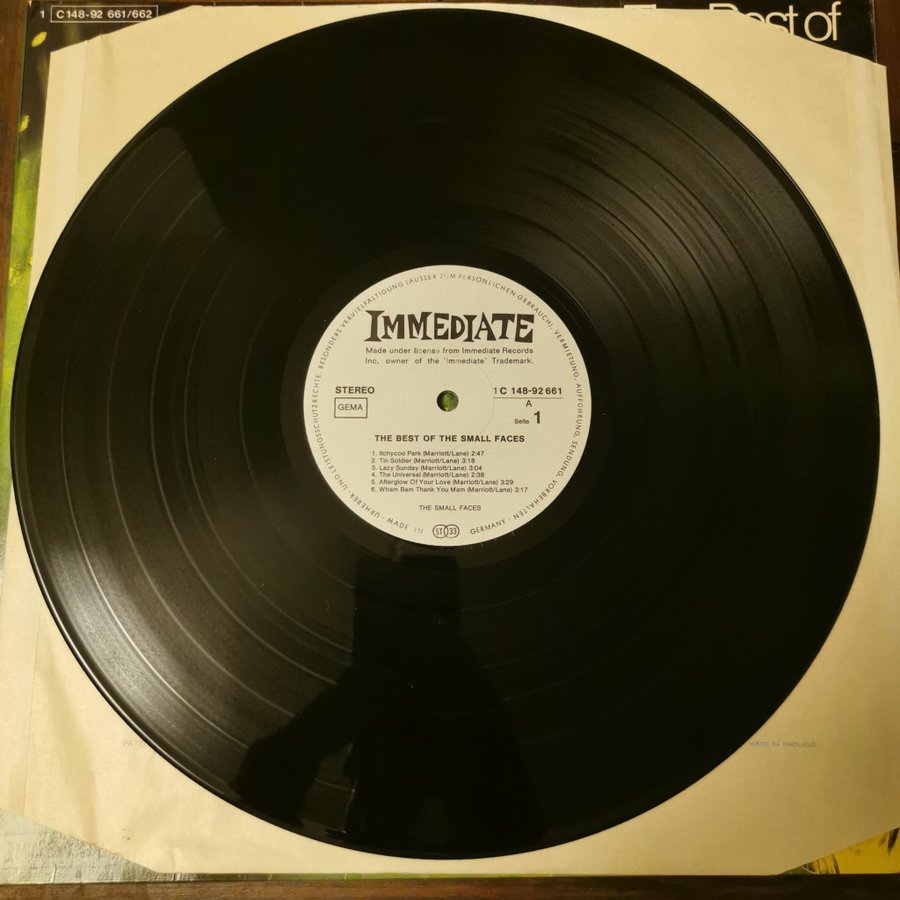 1 1 C 148-92 661/662
The Best of
URHEBER- UND LEISTUNGSSCHUTZRECHTE, BESONDERS VERVIELFÄLTIGUNG (AUSSER ZUM PERSÖNLICHEN GEBRAUCH), VERMIETUNG, AUFFÜHRUNG, SENDUNG, VORBEHALTEN · MADE IN GERMANY ·
IMMEDIATE
Made under license from Immediate Records
Inc. owner of the 'Immediate' Trademark.
STEREO
GEMA
1 C 148-92 661
A
Seite 1
THE BEST OF THE SMALL FACES
1. Itchycoo Park (Marriott/Lane) 2:47
2. Tin Soldier (Marriott/Lane) 3:18
3. Lazy Sunday (Marriott/Lane) 3:04
4. The Universal (Marriott/Lane) 2:38
5. Afterglow Of Your Love (Marriott/Lane) 3:29
6. Wham Bam Thank You Mam (Marriott/Lane) 3:17
THE SMALL FACES
ST 33
MADE IN ENGLAND